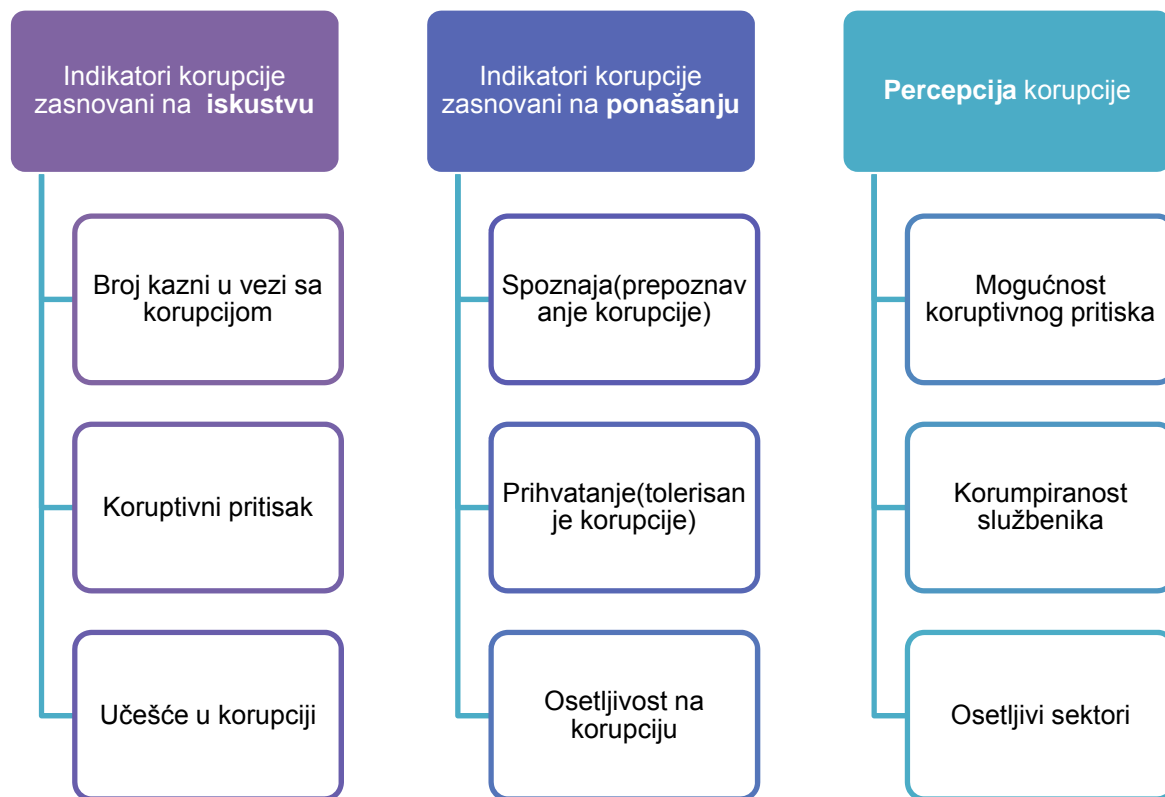 Indikatori korupcije
zasnovani na iskustvu
Broj kazni u vezi sa
korupcijom
Koruptivni pritisak
Učešće u korupciji
Indikatori korupcije
zasnovani na ponašanju
Spoznaja(prepoznav
anje korupcije)
Prihvatanje(tolerisan
je korupcije)
Osetljivost na
korupciju
Percepcija korupcije
Mogućnost
koruptivnog pritiska
Korumpiranost
službenika
Osetljivi sektori